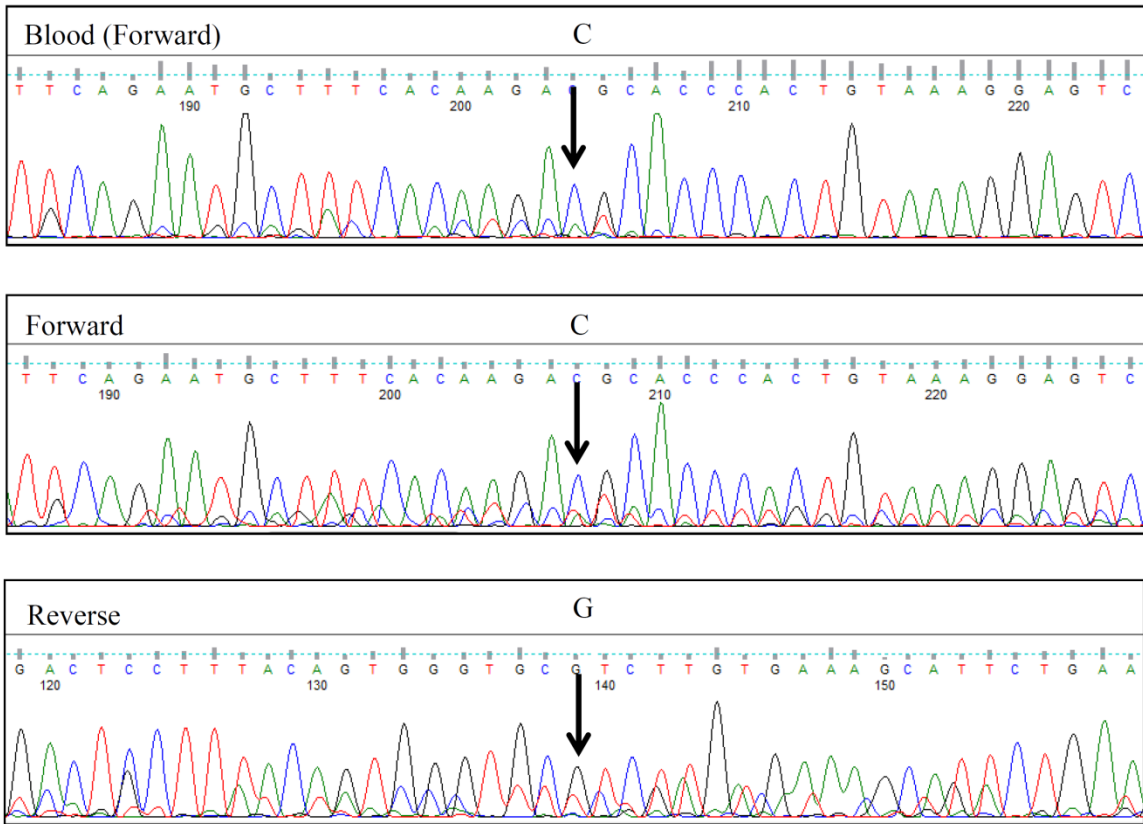 Blood (Forward) C
T T C A G A A T G C T T T C A C A A G A C G C A C C C A C T G T A A A G G A G T C
190 200 210 220
Forward C
T T C A G A A T G C T T T C A C A A G A C G C A C C C A C T G T A A A G G A G T C
190 200 210 220
Reverse G
G A C T C C T T T A C A G T G G G T G C G T C T T G T G A A A G C A T T C T G A A
120 130 140 150